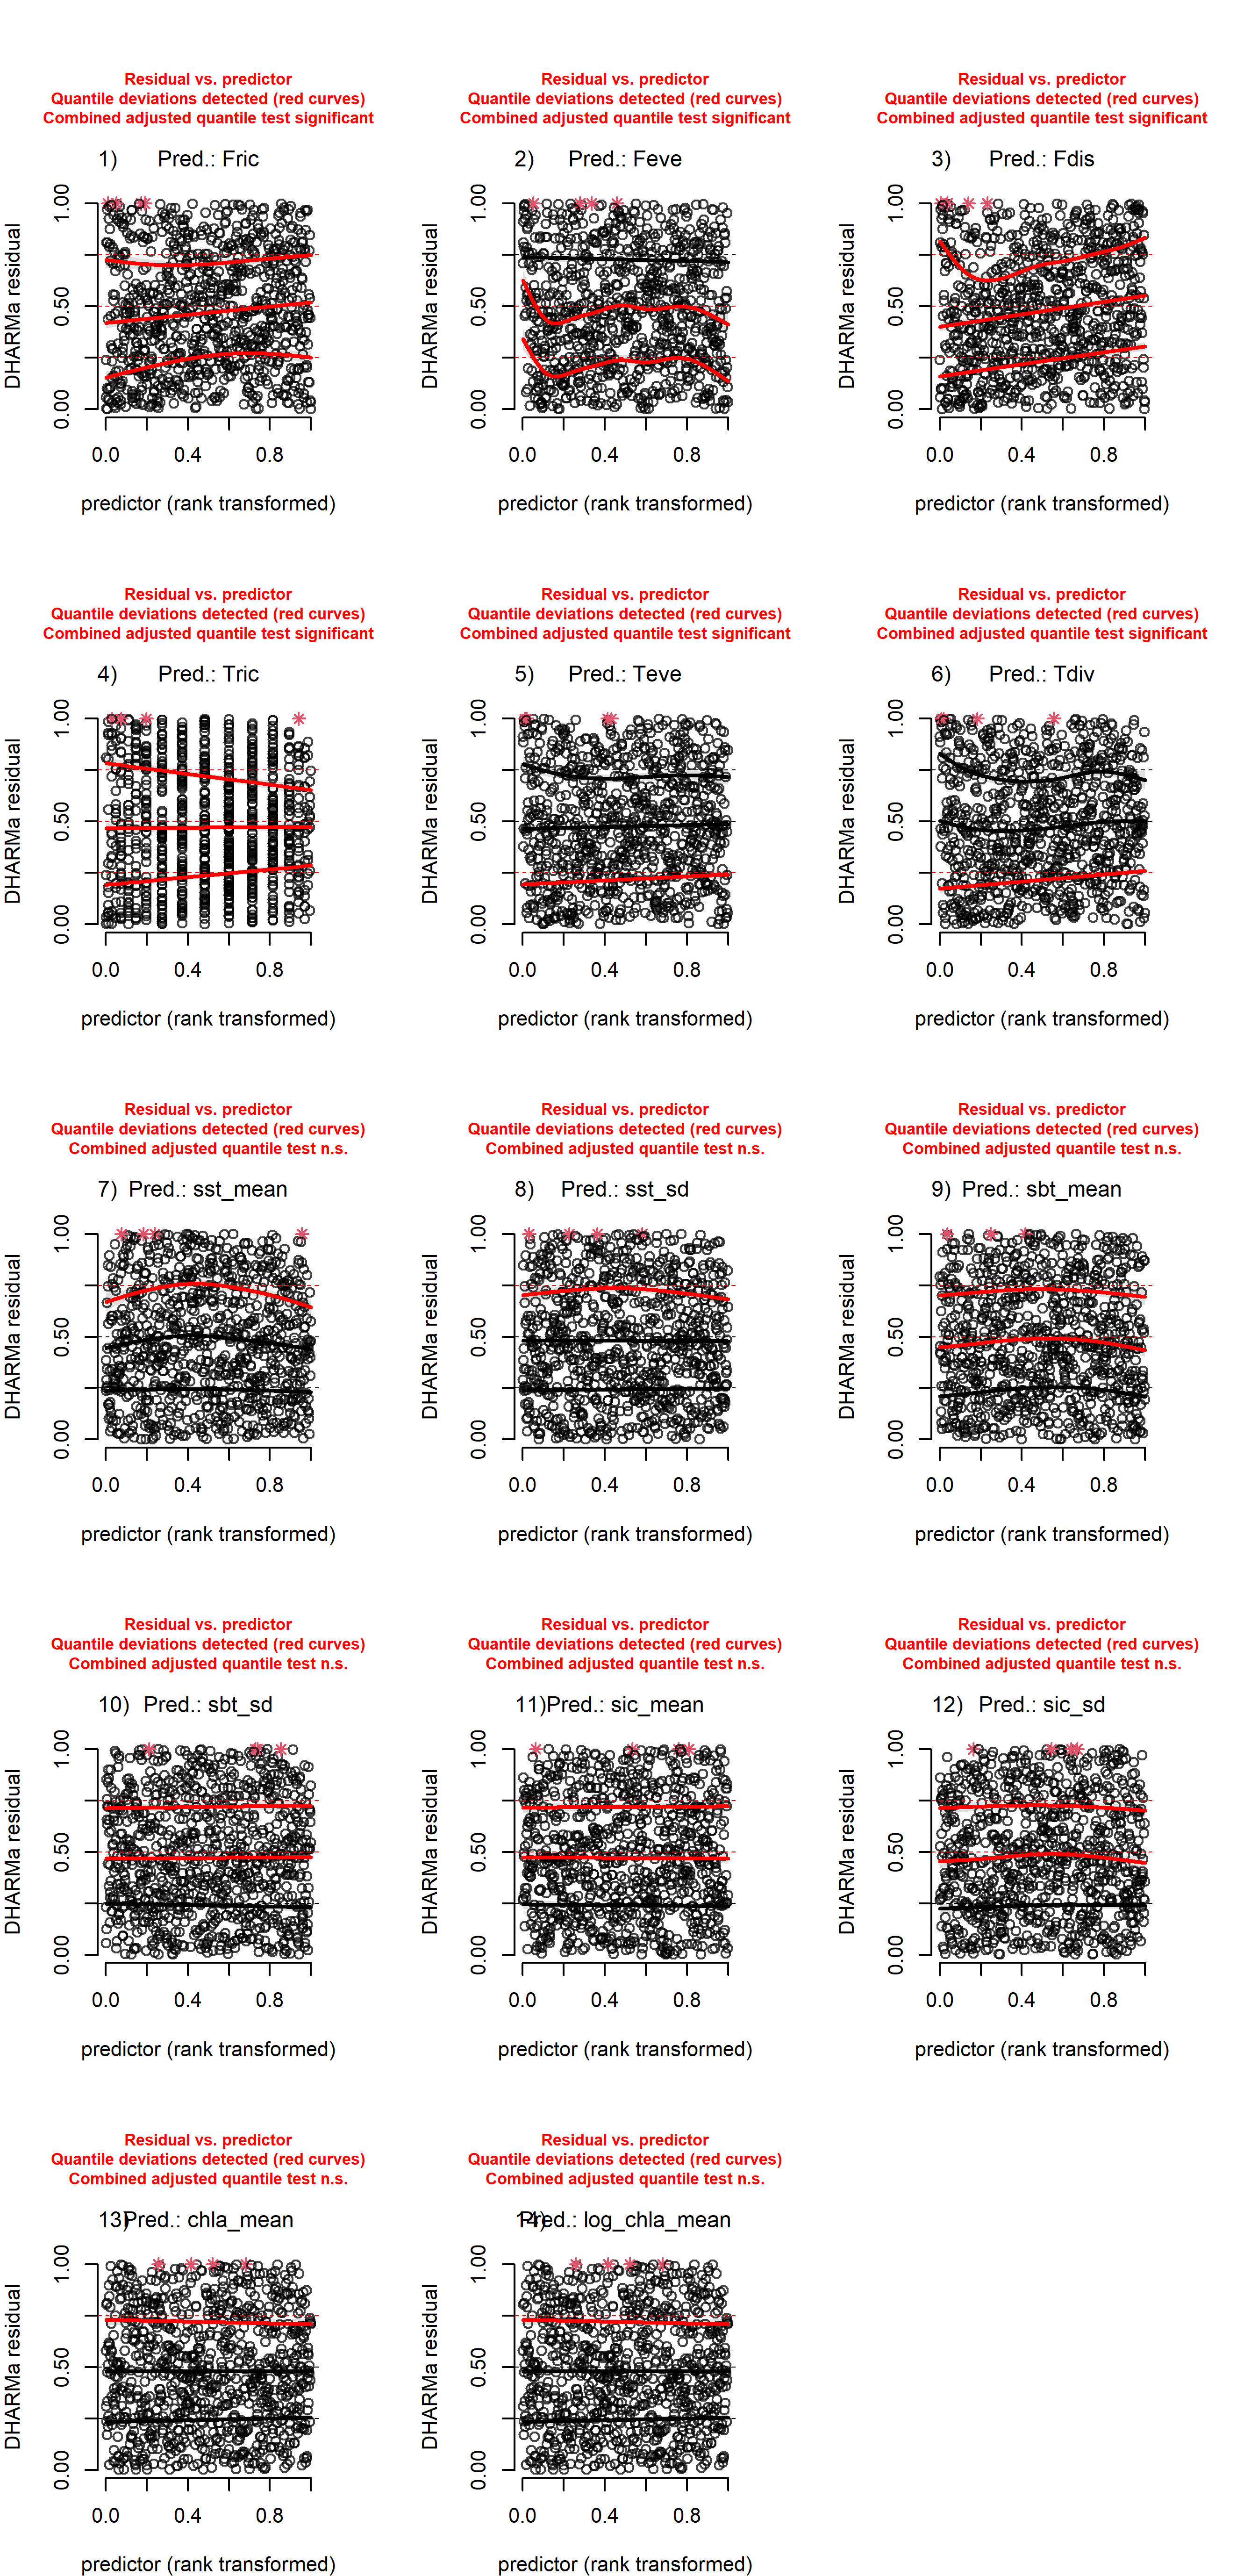 Residual vs. predictor
Quantile deviations detected (red curves)
Combined adjusted quantile test significant
1) Pred.: Fric
DHARMa residual
0.00 0.50 1.00
0.0 0.4 0.8
predictor (rank transformed)
Residual vs. predictor
Quantile deviations detected (red curves)
Combined adjusted quantile test significant
2) Pred.: Feve
DHARMa residual
0.00 0.50 1.00
0.0 0.4 0.8
predictor (rank transformed)
Residual vs. predictor
Quantile deviations detected (red curves)
Combined adjusted quantile test significant
3) Pred.: Fdis
DHARMa residual
0.00 0.50 1.00
0.0 0.4 0.8
predictor (rank transformed)
Residual vs. predictor
Quantile deviations detected (red curves)
Combined adjusted quantile test significant
4) Pred.: Tric
DHARMa residual
0.00 0.50 1.00
0.0 0.4 0.8
predictor (rank transformed)
Residual vs. predictor
Quantile deviations detected (red curves)
Combined adjusted quantile test significant
5) Pred.: Teve
DHARMa residual
0.00 0.50 1.00
0.0 0.4 0.8
predictor (rank transformed)
Residual vs. predictor
Quantile deviations detected (red curves)
Combined adjusted quantile test significant
6) Pred.: Tdiv
DHARMa residual
0.00 0.50 1.00
0.0 0.4 0.8
predictor (rank transformed)
Residual vs. predictor
Quantile deviations detected (red curves)
Combined adjusted quantile test n.s.
7) Pred.: sst_mean
DHARMa residual
0.00 0.50 1.00
0.0 0.4 0.8
predictor (rank transformed)
Residual vs. predictor
Quantile deviations detected (red curves)
Combined adjusted quantile test n.s.
8) Pred.: sst_sd
DHARMa residual
0.00 0.50 1.00
0.0 0.4 0.8
predictor (rank transformed)
Residual vs. predictor
Quantile deviations detected (red curves)
Combined adjusted quantile test n.s.
9) Pred.: sbt_mean
DHARMa residual
0.00 0.50 1.00
0.0 0.4 0.8
predictor (rank transformed)
Residual vs. predictor
Quantile deviations detected (red curves)
Combined adjusted quantile test n.s.
10) Pred.: sbt_sd
DHARMa residual
0.00 0.50 1.00
0.0 0.4 0.8
predictor (rank transformed)
Residual vs. predictor
Quantile deviations detected (red curves)
Combined adjusted quantile test n.s.
11) Pred.: sic_mean
DHARMa residual
0.00 0.50 1.00
0.0 0.4 0.8
predictor (rank transformed)
Residual vs. predictor
Quantile deviations detected (red curves)
Combined adjusted quantile test n.s.
12) Pred.: sic_sd
DHARMa residual
0.00 0.50 1.00
0.0 0.4 0.8
predictor (rank transformed)
Residual vs. predictor
Quantile deviations detected (red curves)
Combined adjusted quantile test n.s.
13) Pred.: chla_mean
DHARMa residual
0.00 0.50 1.00
0.0 0.4 0.8
predictor (rank transformed)
Residual vs. predictor
Quantile deviations detected (red curves)
Combined adjusted quantile test n.s.
14) Pred.: log_chla_mean
DHARMa residual
0.00 0.50 1.00
0.0 0.4 0.8
predictor (rank transformed)